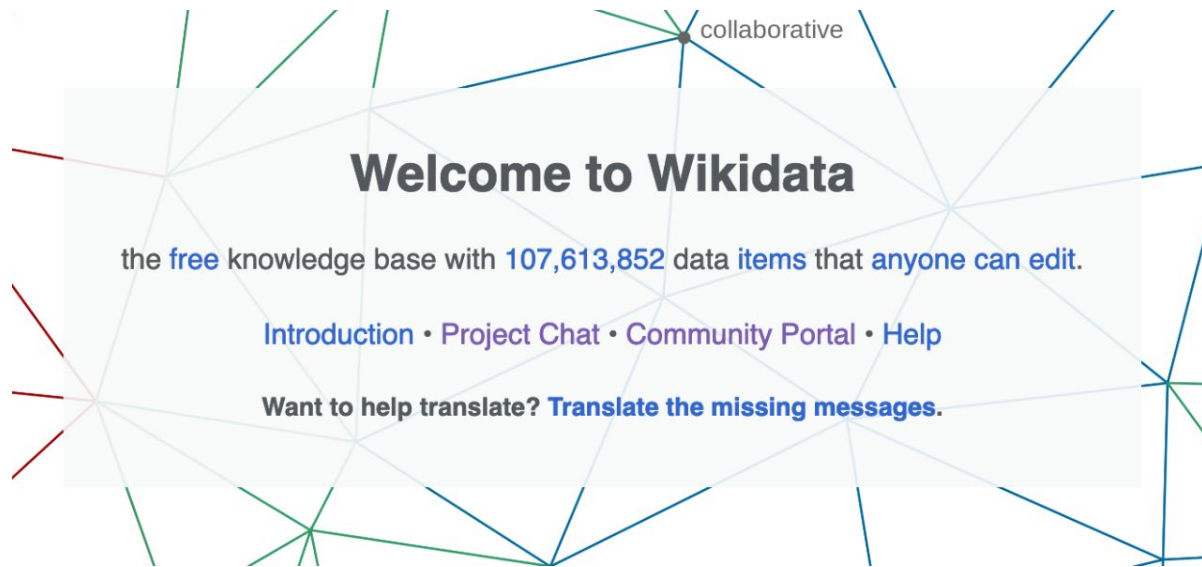 collaborative
Welcome to Wikidata
the free knowledge base with 107,613,852 data items that anyone can edit.
Introduction • Project Chat • Community Portal • Help
Want to help translate? Translate the missing messages.